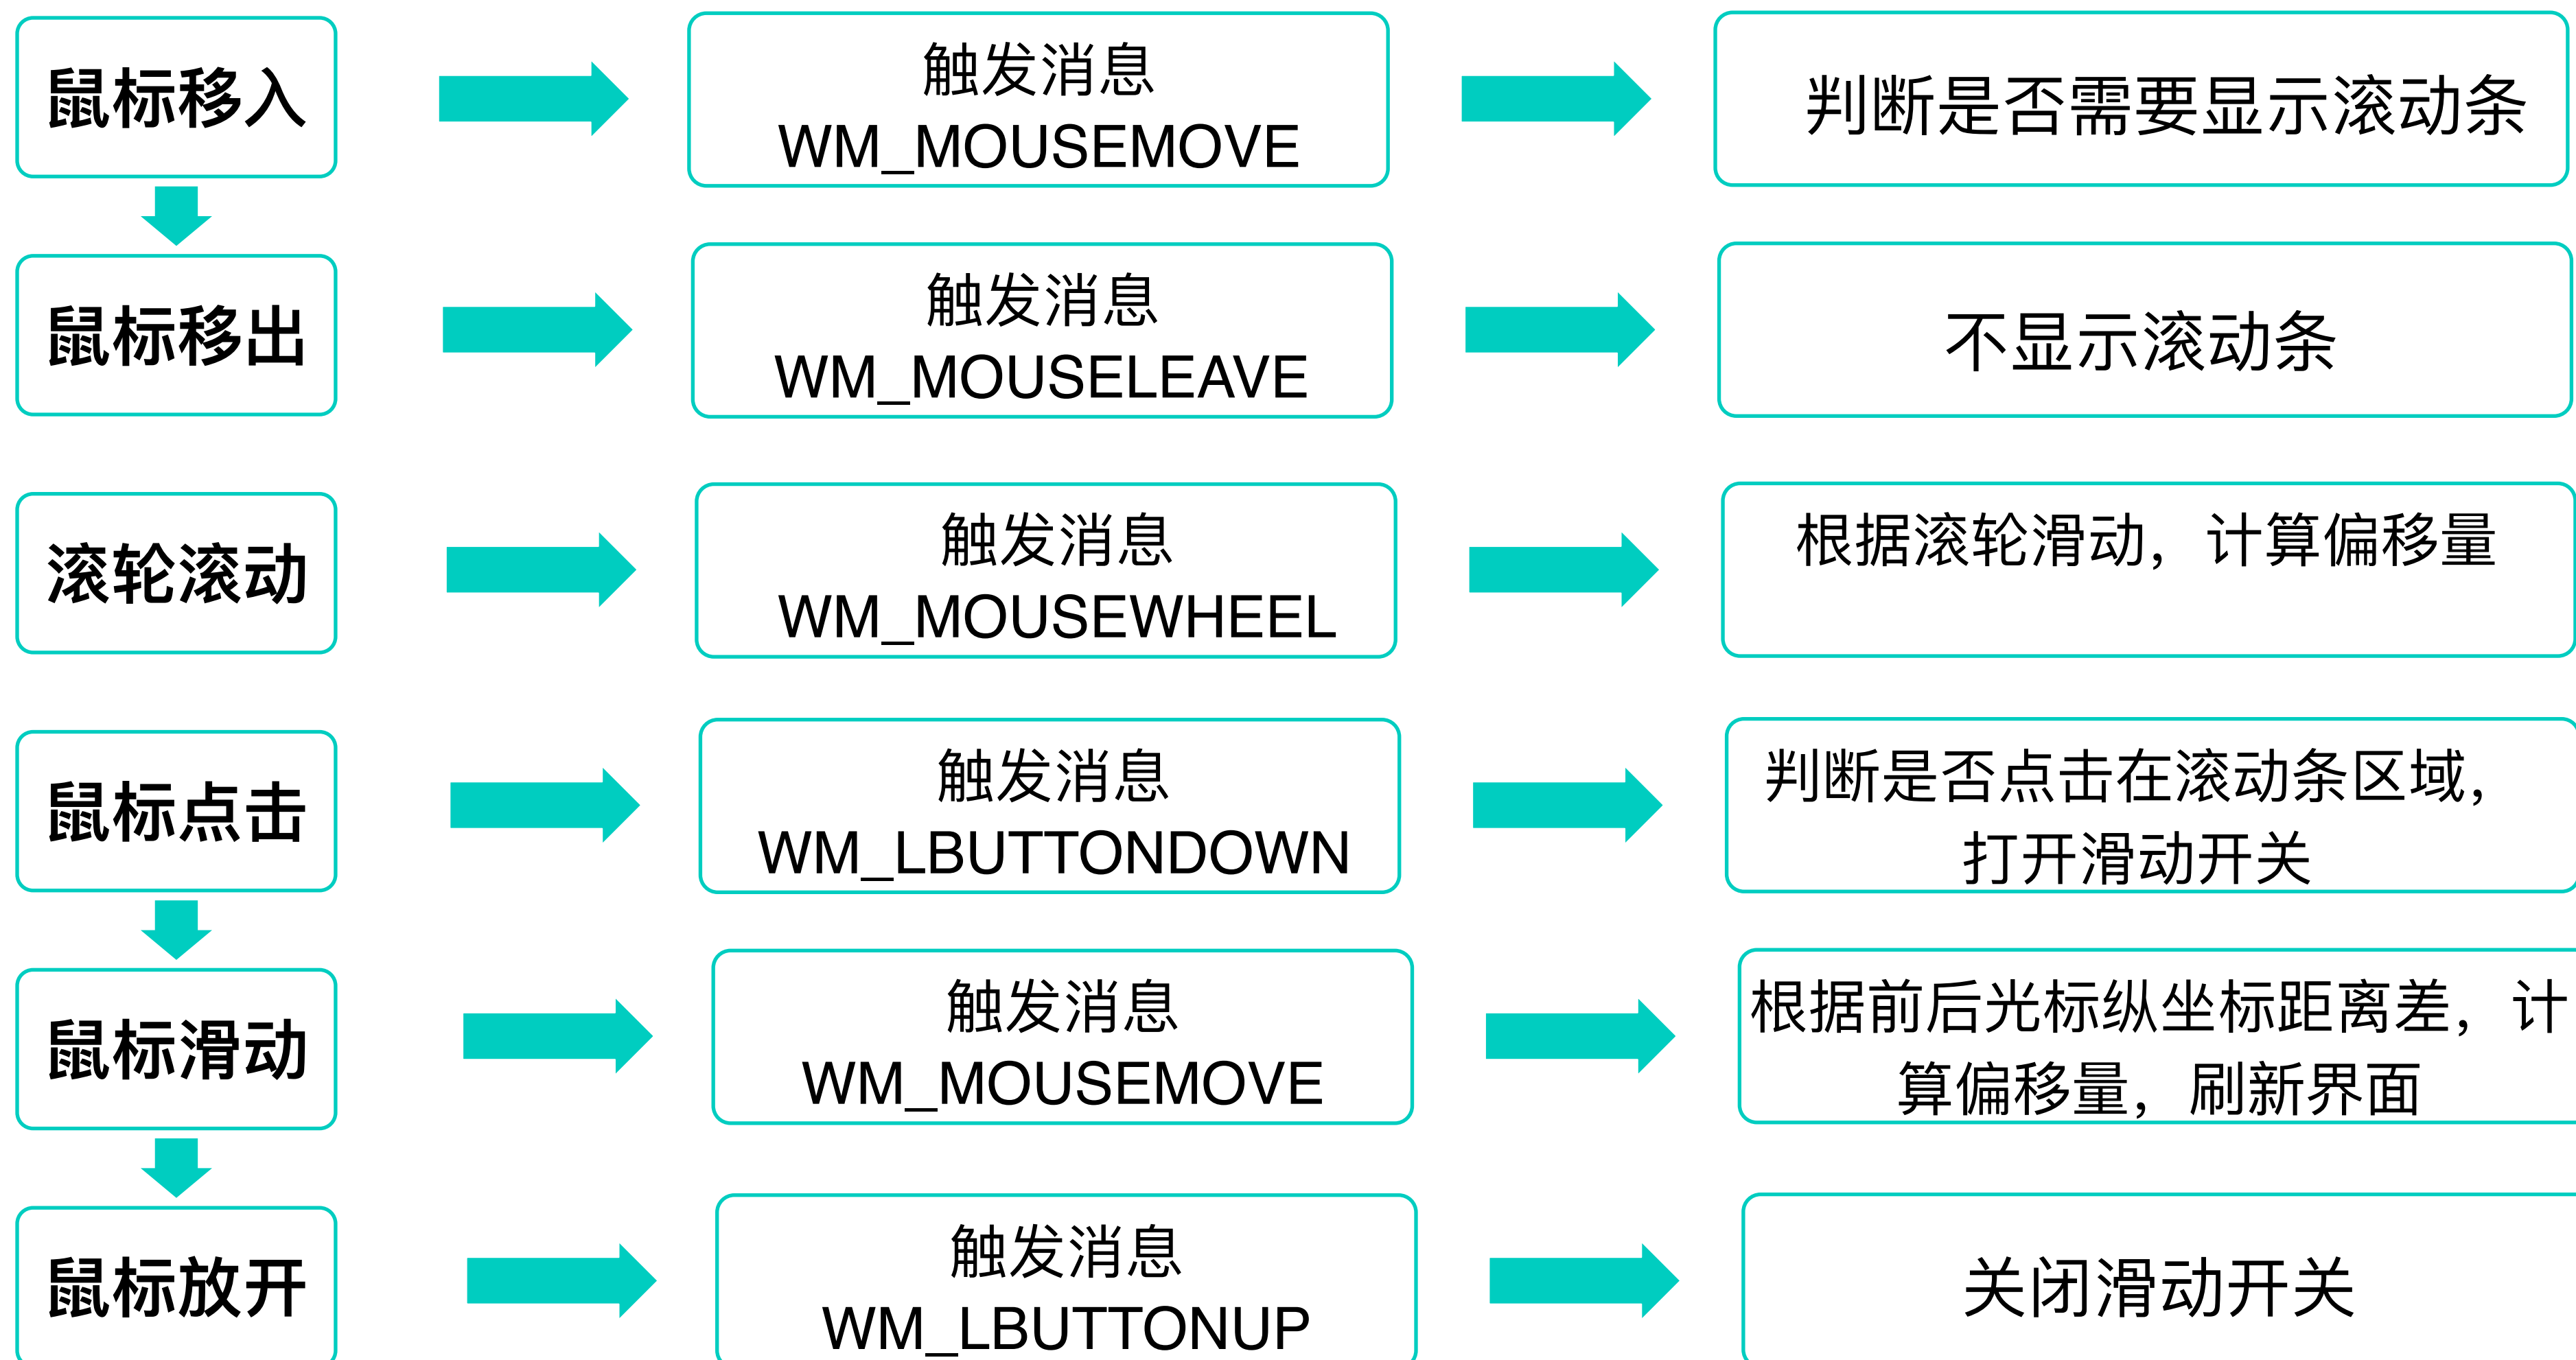 鼠标移入
触发消息
WM_MOUSEMOVE
判断是否需要显示滚动条
鼠标移出
触发消息
WM_MOUSELEAVE
不显示滚动条
滚轮滚动
触发消息
WM_MOUSEWHEEL
根据滚轮滑动，计算偏移量
鼠标点击
触发消息
WM_LBUTTONDOWN
判断是否点击在滚动条区域，
打开滑动开关
鼠标滑动
触发消息
WM_MOUSEMOVE
根据前后光标纵坐标距离差，计
算偏移量，刷新界面
鼠标放开
触发消息
WM_LBUTTONUP
关闭滑动开关